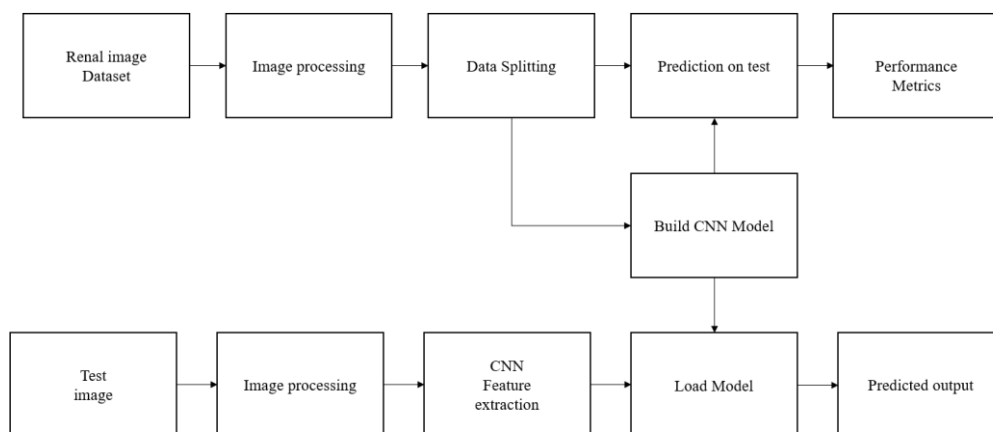 Renal image
Dataset
Image processing
Data Splitting
Prediction on test
Performance
Metrics
Build CNN Model
Test
image
Image processing
CNN
Feature
extraction
Load Model
Predicted output